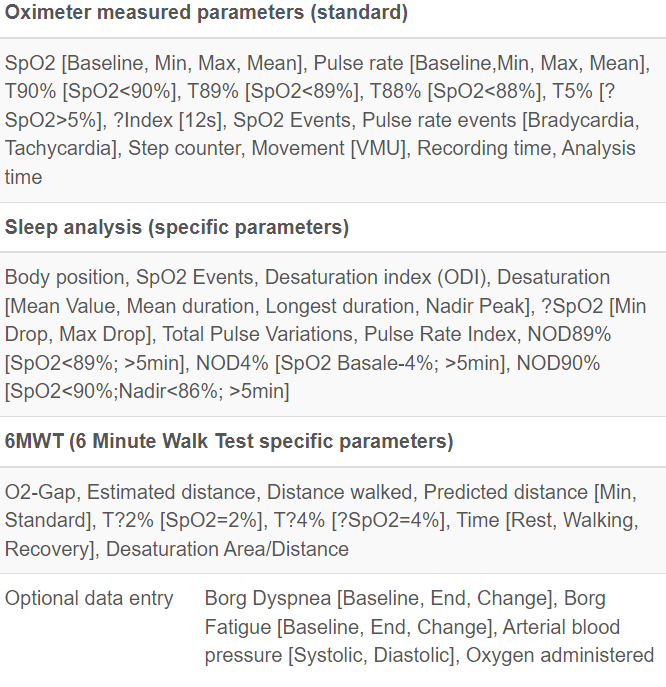 Oximeter measured parameters (standard)
SpO2 [Baseline, Min, Max, Mean], Pulse rate [Baseline,Min, Max, Mean],
T90% [SpO2<90%], T89% [SpO2<89%], T88% [SpO2<88%], T5% [?
SpO2>5%], ?Index [12s], SpO2 Events, Pulse rate events [Bradycardia,
Tachycardia], Step counter, Movement [VMU], Recording time, Analysis
time
Sleep analysis (specific parameters)
Body position, SpO2 Events, Desaturation index (ODI), Desaturation
[Mean Value, Mean duration, Longest duration, Nadir Peak], ?SpO2 [Min
Drop, Max Drop], Total Pulse Variations, Pulse Rate Index, NOD89%
[SpO2<89%; >5min], NOD4% [SpO2 Basale-4%; >5min], NOD90%
[SpO2<90%;Nadir<86%; >5min]
6MWT (6 Minute Walk Test specific parameters)
O2-Gap, Estimated distance, Distance walked, Predicted distance [Min,
Standard], T?2% [SpO2=2%], T?4% [?SpO2=4%], Time [Rest, Walking,
Recovery], Desaturation Area/Distance
Optional data entry Borg Dyspnea [Baseline, End, Change], Borg
Fatigue [Baseline, End, Change], Arterial blood
pressure [Systolic, Diastolic], Oxygen administered